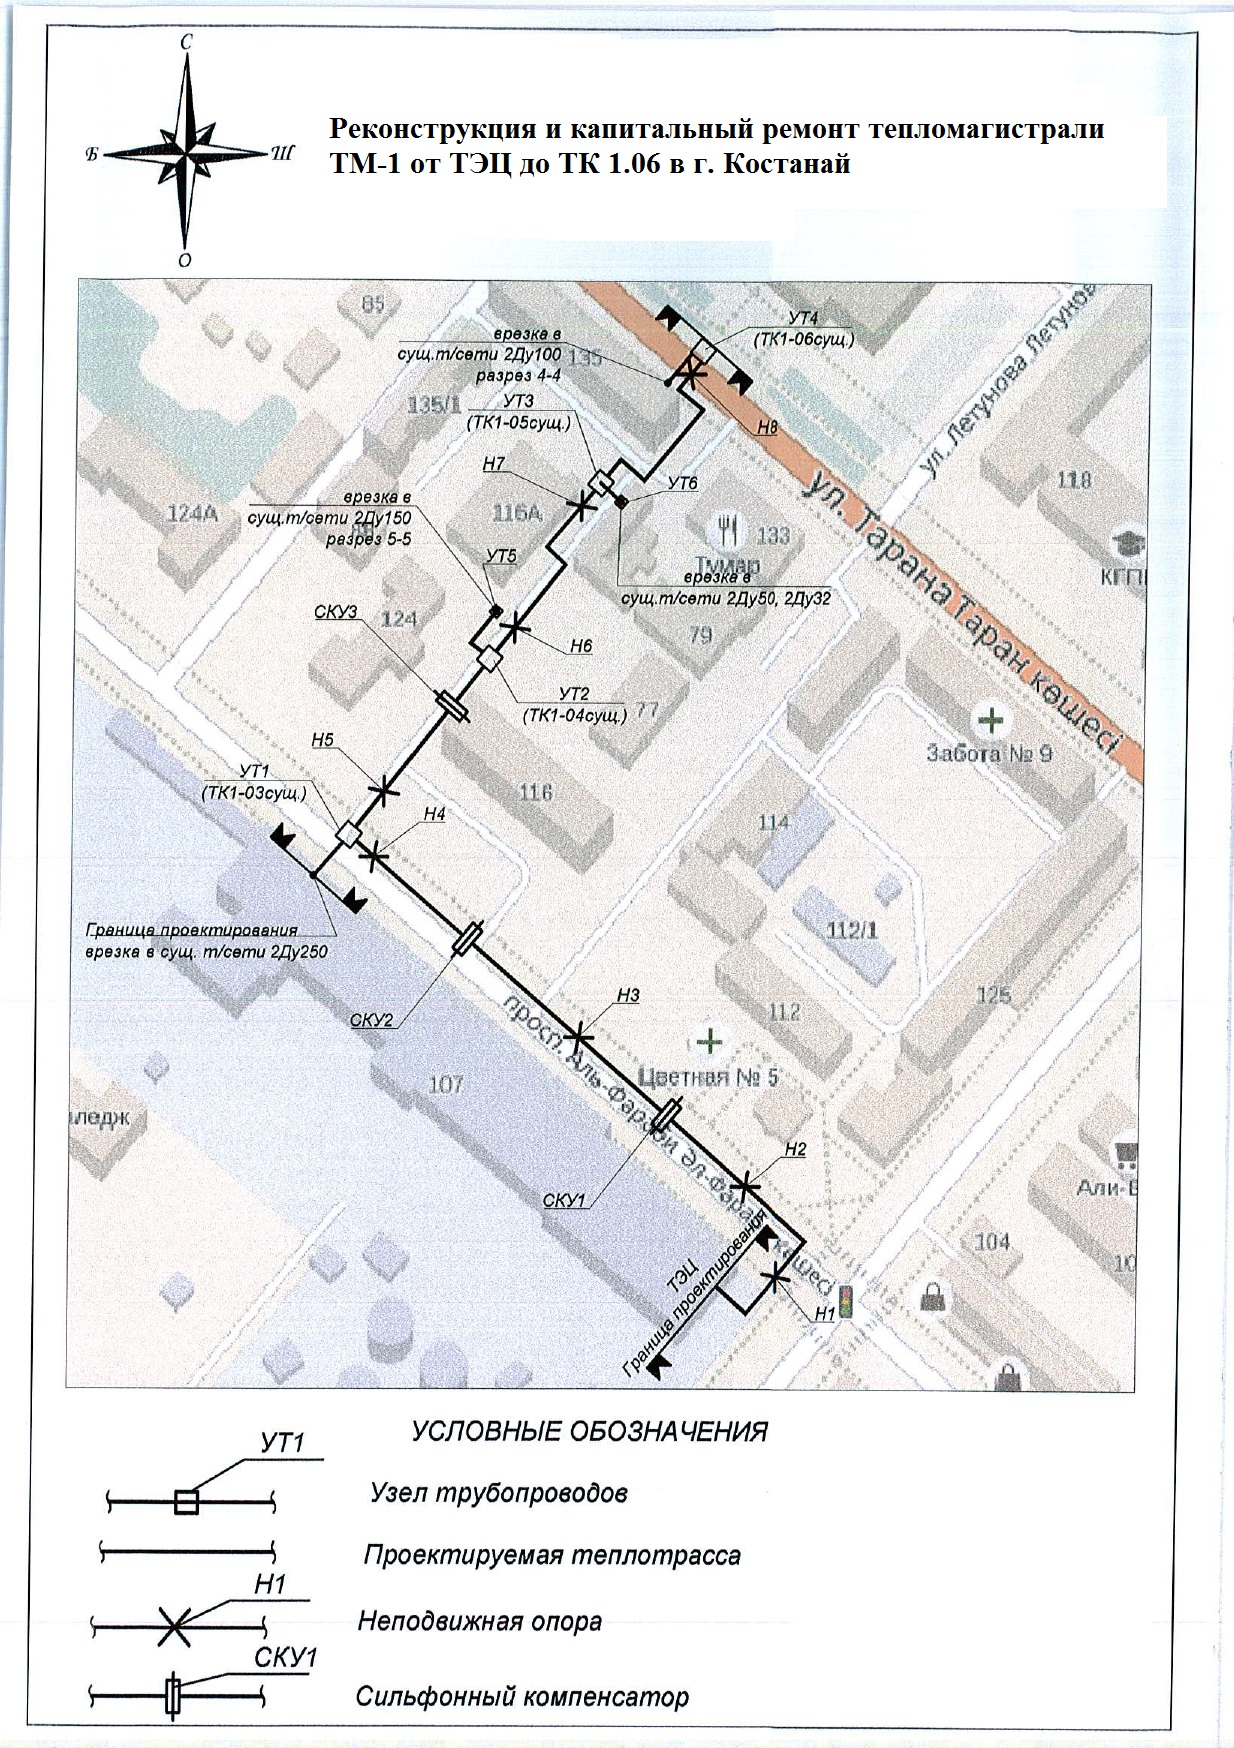 С
Б
Ш
О
Реконструкция и капитальный ремонт тепломагистрали
ТМ-1 от ТЭЦ до ТК 1.06 в г. Костанай
85
врезка в
сущ.т/сети 2Ду100
разрез 4-4
135
УТ4
(ТК1-06сущ.)
ул. Летунова Летуно
135/1
УТ3
(ТК1-05сущ.)
Н8
Н7
УТ6
118
ул. Тарана Таран көшесі
врезка в
сущ.т/сети 2Ду150
разрез 5-5
124А
116А
133
Тумар
КГП
УТ5
врезка в
сущ.т/сети 2Ду50, 2Ду32
СКУ3
124
79
Н6
УТ2
(ТК1-04сущ.)
77
Забота № 9
Н5
УТ1
(ТК1-03сущ.)
116
Н4
114
Граница проектирования
врезка в сущ. т/сети 2Ду250
112/1
СКУ2
Н3
125
112
просп. Аль-Фараби Әл-Фараби көшесі
Цветная № 5
107
ледж
Н2
СКУ1
Али-
104
10
ТЭЦ
Граница проектирования
Н1
УСЛОВНЫЕ ОБОЗНАЧЕНИЯ
УТ1
Узел трубопроводов
Проектируемая теплотрасса
Н1
Неподвижная опора
СКУ1
Сильфонный компенсатор